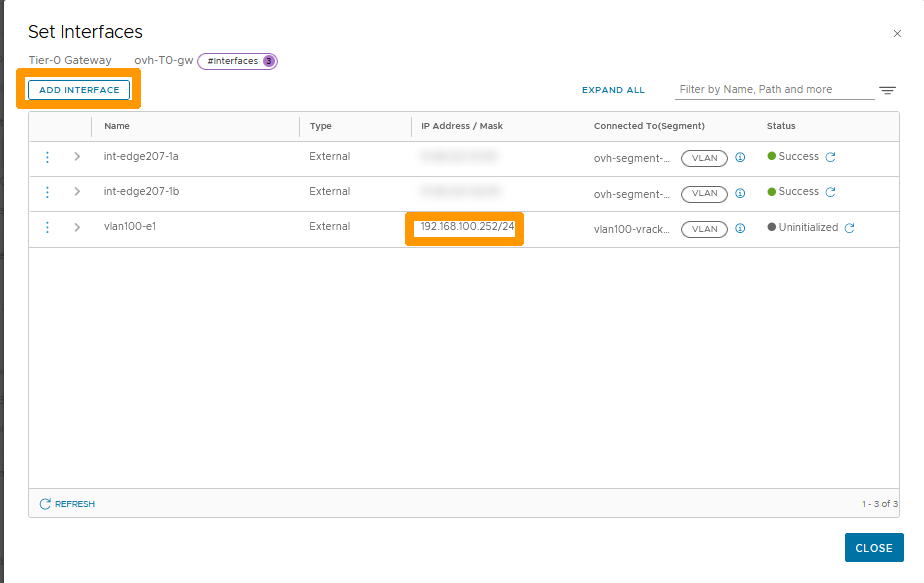 Set Interfaces
Tier-0 Gateway ovh-T0-gw #Interfaces 3
ADD INTERFACE EXPAND ALL Filter by Name, Path and more
Name Type IP Address / Mask Connected To(Segment) Status
int-edge207-1a External ovh-segment-... VLAN Success
int-edge207-1b External ovh-segment-... VLAN Success
vlan100-e1 External 192.168.100.252/24 vlan100-vrack... VLAN Uninitialized
REFRESH 1 - 3 of 3
CLOSE